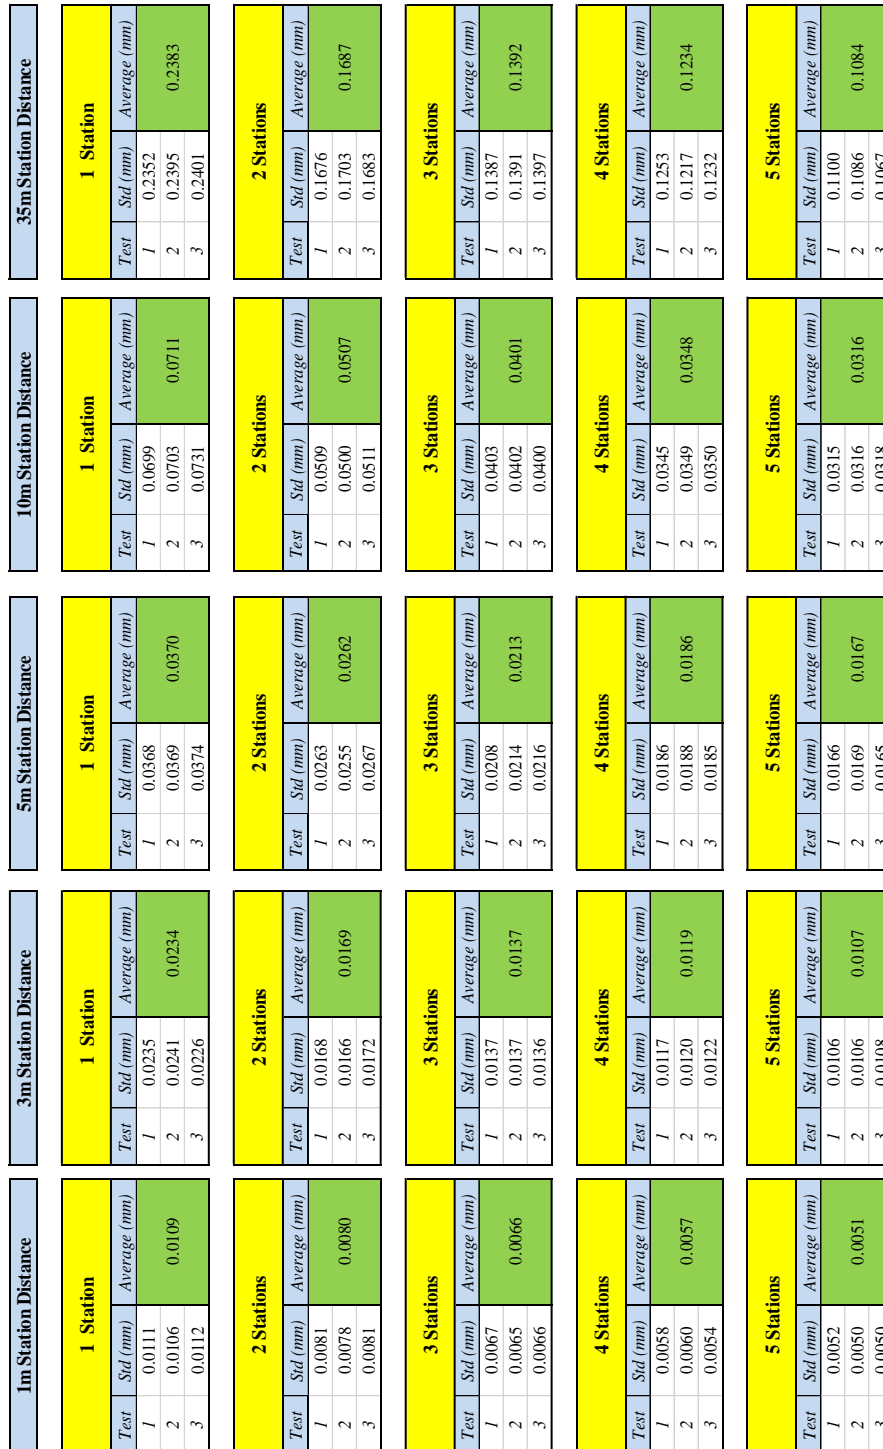 1m Station Distance 3m Station Distance 5m Station Distance 10m Station Distance 35m Station Distance
1 Station 1 Station 1 Station 1 Station 1 Station
Test Std (mm) Average (mm) Test Std (mm) Average (mm) Test Std (mm) Average (mm) Test Std (mm) Average (mm) Test Std (mm) Average (mm)
1 0.0111 1 0.0235 1 0.0368 1 0.0699 1 0.2352
2 0.0106 0.0109 2 0.0241 0.0234 2 0.0369 0.0370 2 0.0703 0.0711 2 0.2395 0.2383
3 0.0112 3 0.0226 3 0.0374 3 0.0731 3 0.2401
2 Stations 2 Stations 2 Stations 2 Stations 2 Stations
Test Std (mm) Average (mm) Test Std (mm) Average (mm) Test Std (mm) Average (mm) Test Std (mm) Average (mm) Test Std (mm) Average (mm)
1 0.0081 1 0.0168 1 0.0263 1 0.0509 1 0.1676
2 0.0078 0.0080 2 0.0166 0.0169 2 0.0255 0.0262 2 0.0500 0.0507 2 0.1703 0.1687
3 0.0081 3 0.0172 3 0.0267 3 0.0511 3 0.1683
3 Stations 3 Stations 3 Stations 3 Stations 3 Stations
Test Std (mm) Average (mm) Test Std (mm) Average (mm) Test Std (mm) Average (mm) Test Std (mm) Average (mm) Test Std (mm) Average (mm)
1 0.0067 1 0.0137 1 0.0208 1 0.0403 1 0.1387
2 0.0065 0.0066 2 0.0137 0.0137 2 0.0214 0.0213 2 0.0402 0.0401 2 0.1391 0.1392
3 0.0066 3 0.0136 3 0.0216 3 0.0400 3 0.1397
4 Stations 4 Stations 4 Stations 4 Stations 4 Stations
Test Std (mm) Average (mm) Test Std (mm) Average (mm) Test Std (mm) Average (mm) Test Std (mm) Average (mm) Test Std (mm) Average (mm)
1 0.0058 1 0.0117 1 0.0186 1 0.0345 1 0.1253
2 0.0060 0.0057 2 0.0120 0.0119 2 0.0188 0.0186 2 0.0349 0.0348 2 0.1217 0.1234
3 0.0054 3 0.0122 3 0.0185 3 0.0350 3 0.1232
5 Stations 5 Stations 5 Stations 5 Stations 5 Stations
Test Std (mm) Average (mm) Test Std (mm) Average (mm) Test Std (mm) Average (mm) Test Std (mm) Average (mm) Test Std (mm) Average (mm)
1 0.0052 1 0.0106 1 0.0166 1 0.0315 1 0.1100
2 0.0050 0.0051 2 0.0106 0.0107 2 0.0169 0.0167 2 0.0316 0.0316 2 0.1086 0.1084
3 0.0050 3 0.0108 3 0.0165 3 0.0318 3 0.1067